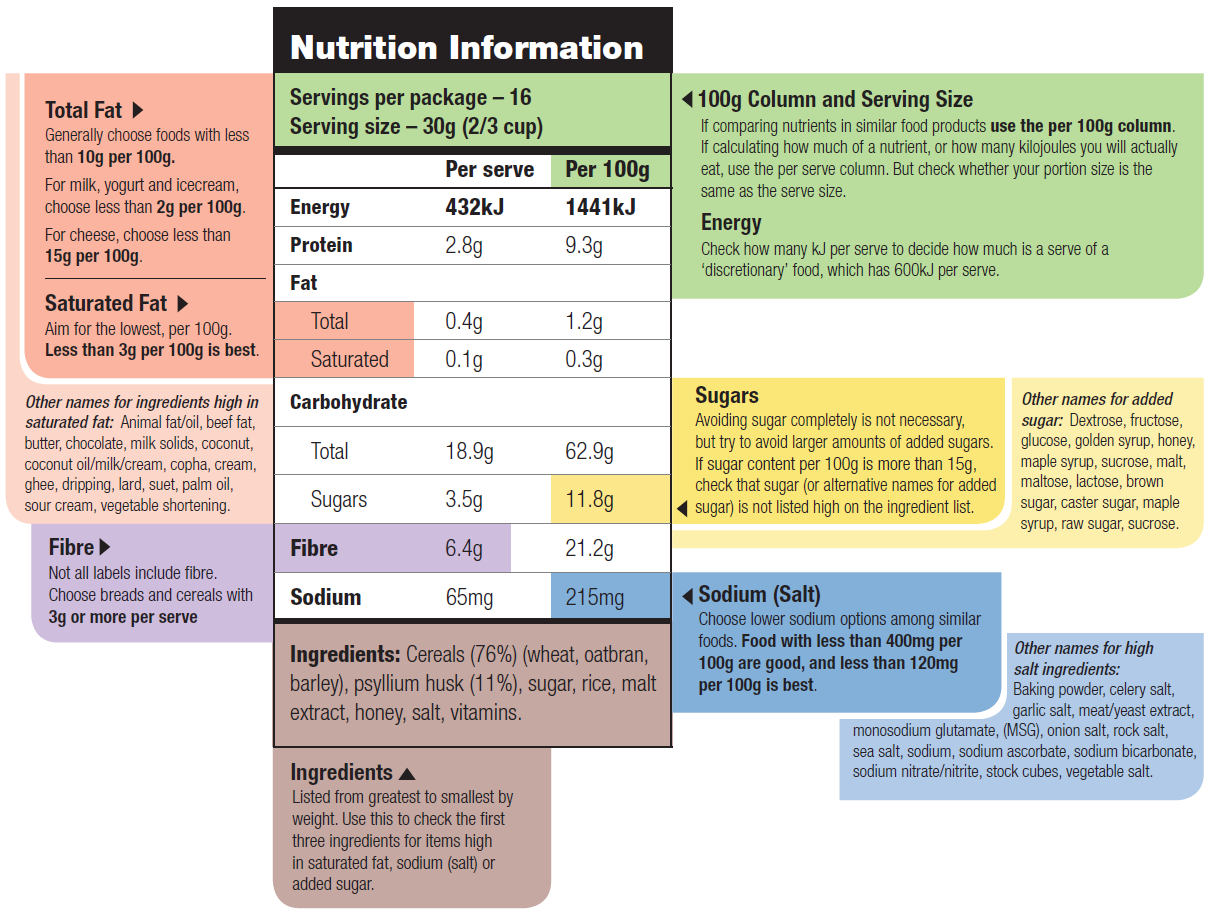 Nutrition Information
Servings per package – 16
Serving size – 30g (2/3 cup)
Per serve Per 100g
Energy 432kJ 1441kJ
Protein 2.8g 9.3g
Fat
Total 0.4g 1.2g
Saturated 0.1g 0.3g
Carbohydrate
Total 18.9g 62.9g
Sugars 3.5g 11.8g
Fibre 6.4g 21.2g
Sodium 65mg 215mg
Ingredients: Cereals (76%) (wheat, oatbran,
barley), psyllium husk (11%), sugar, rice, malt
extract, honey, salt, vitamins.
Total Fat
Generally choose foods with less
than 10g per 100g.
For milk, yogurt and icecream,
choose less than 2g per 100g.
For cheese, choose less than
15g per 100g.
Saturated Fat
Aim for the lowest, per 100g.
Less than 3g per 100g is best.
Other names for ingredients high in
saturated fat: Animal fat/oil, beef fat,
butter, chocolate, milk solids, coconut,
coconut oil/milk/cream, copha, cream,
ghee, dripping, lard, suet, palm oil,
sour cream, vegetable shortening.
Fibre
Not all labels include fibre.
Choose breads and cereals with
3g or more per serve
Ingredients
Listed from greatest to smallest by
weight. Use this to check the first
three ingredients for items high
in saturated fat, sodium (salt) or
added sugar.
100g Column and Serving Size
If comparing nutrients in similar food products use the per 100g column.
If calculating how much of a nutrient, or how many kilojoules you will actually
eat, use the per serve column. But check whether your portion size is the
same as the serve size.
Energy
Check how many kJ per serve to decide how much is a serve of a
‘discretionary’ food, which has 600kJ per serve.
Sugars
Avoiding sugar completely is not necessary,
but try to avoid larger amounts of added sugars.
If sugar content per 100g is more than 15g,
check that sugar (or alternative names for added
sugar) is not listed high on the ingredient list.
Other names for added
sugar: Dextrose, fructose,
glucose, golden syrup, honey,
maple syrup, sucrose, malt,
maltose, lactose, brown
sugar, caster sugar, maple
syrup, raw sugar, sucrose.
Sodium (Salt)
Choose lower sodium options among similar
foods. Food with less than 400mg per
100g are good, and less than 120mg
per 100g is best.
Other names for high
salt ingredients:
Baking powder, celery salt,
garlic salt, meat/yeast extract,
monosodium glutamate, (MSG), onion salt, rock salt,
sea salt, sodium, sodium ascorbate, sodium bicarbonate,
sodium nitrate/nitrite, stock cubes, vegetable salt.